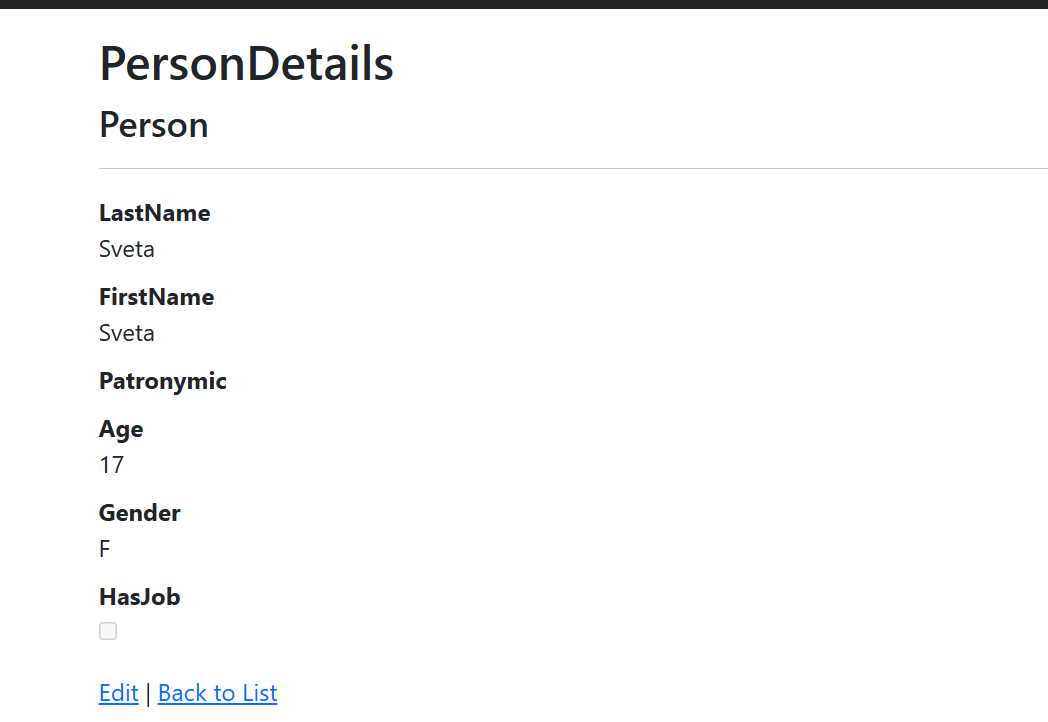 PersonDetails
Person
LastName
Sveta
FirstName
Sveta
Patronymic
Age
17
Gender
F
HasJob
Edit | Back to List